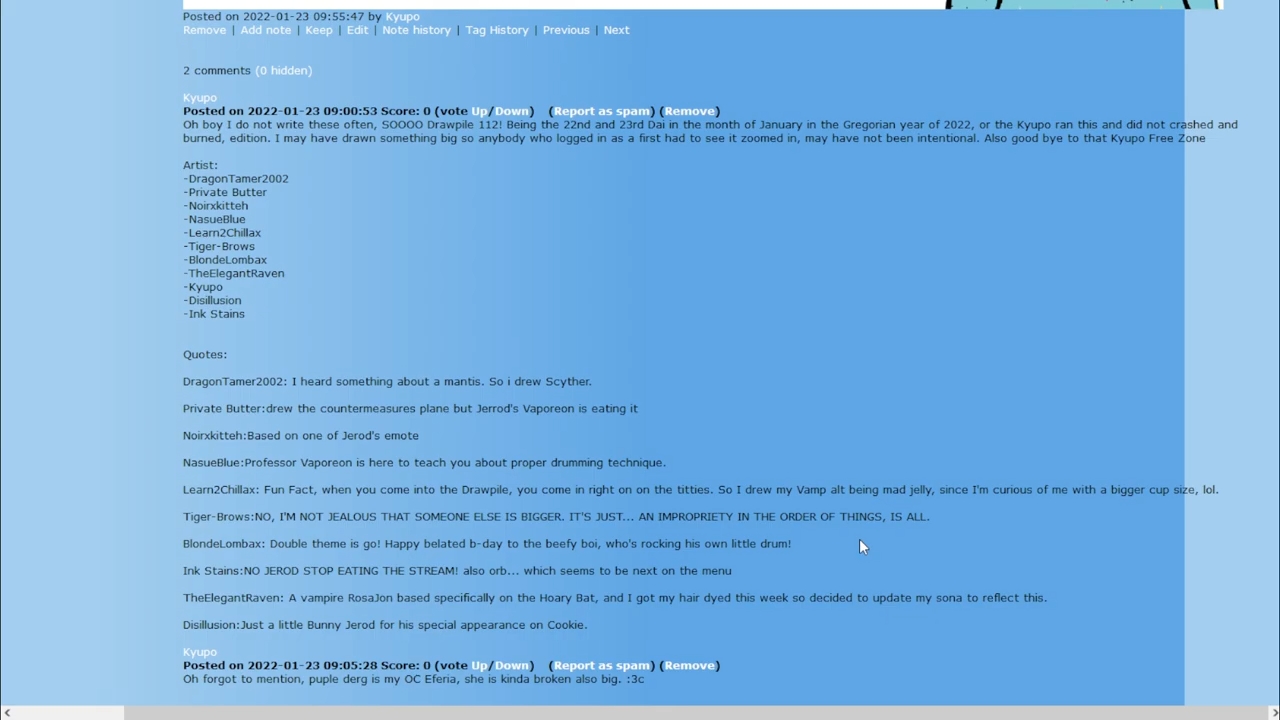 Posted on 2022-01-23 09:55:47 by Kyupo
Remove | Add note | Keep | Edit | Note history | Tag History | Previous | Next
2 comments (0 hidden)
Kyupo
Posted on 2022-01-23 09:00:53 Score: 0 (vote Up/Down) (Report as spam) (Remove)
Oh boy I do not write these often, SOOOO Drawpile 112! Being the 22nd and 23rd Dai in the month of January in the Gregorian year of 2022, or the Kyupo ran this and did not crashed and
burned, edition. I may have drawn something big so anybody who logged in as a first had to see it zoomed in, may have not been intentional. Also good bye to that Kyupo Free Zone
Artist:
-DragonTamer2002
-Private Butter
-Noirxkitteh
-NasueBlue
-Learn2Chillax
-Tiger-Brows
-BlondeLombax
-TheElegantRaven
-Kyupo
-Disillusion
-Ink Stains
Quotes:
DragonTamer2002: I heard something about a mantis. So i drew Scyther.
Private Butter:drew the countermeasures plane but Jerrod's Vaporeon is eating it
Noirxkitteh:Based on one of Jerod's emote
NasueBlue:Professor Vaporeon is here to teach you about proper drumming technique.
Learn2Chillax: Fun Fact, when you come into the Drawpile, you come in right on on the titties. So I drew my Vamp alt being mad jelly, since I'm curious of me with a bigger cup size, lol.
Tiger-Brows:NO, I'M NOT JEALOUS THAT SOMEONE ELSE IS BIGGER. IT'S JUST... AN IMPROPRIETY IN THE ORDER OF THINGS, IS ALL.
BlondeLombax: Double theme is go! Happy belated b-day to the beefy boi, who's rocking his own little drum!
Ink Stains:NO JEROD STOP EATING THE STREAM! also orb... which seems to be next on the menu
TheElegantRaven: A vampire RosaJon based specifically on the Hoary Bat, and I got my hair dyed this week so decided to update my sona to reflect this.
Disillusion:Just a little Bunny Jerod for his special appearance on Cookie.
Kyupo
Posted on 2022-01-23 09:05:28 Score: 0 (vote Up/Down) (Report as spam) (Remove)
Oh forgot to mention, puple derg is my OC Eferia, she is kinda broken also big. :3c